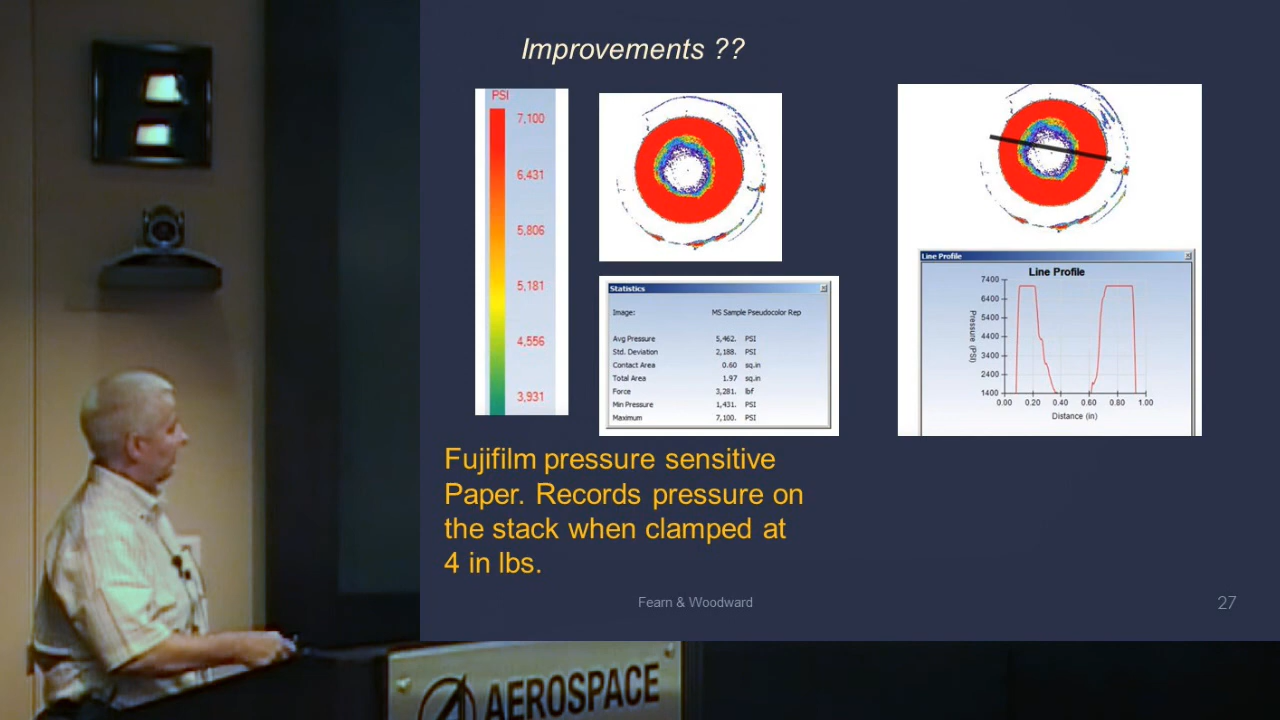 Improvements ??
PSI
7,100
6,431
5,806
5,181
4,556
3,931
Statistics
Image: MS Sample Pseudocolor Rep
Avg Pressure 5,462. PSI
Std. Deviation 2,188. PSI
Contact Area 0.60 sq.in
Total Area 1.97 sq.in
Force 3,281. lbf
Min Pressure 1,431. PSI
Maximum 7,100. PSI
Line Profile
Line Profile
Pressure (PSI)
7400
6400
5400
4400
3400
2400
1400
0.00 0.20 0.40 0.60 0.80 1.00
Distance (in)
Fujifilm pressure sensitive
Paper. Records pressure on
the stack when clamped at
4 in lbs.
Fearn & Woodward
27
AEROSPACE